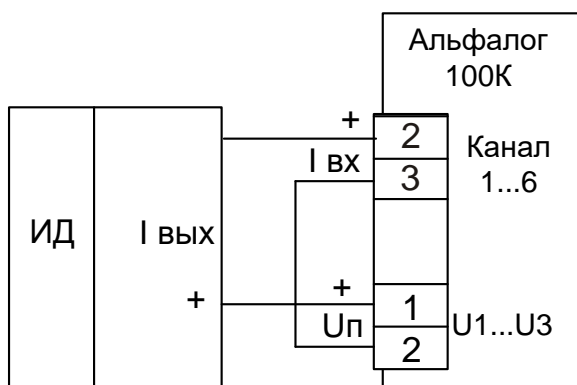 Альфалог
100К
+
2
Канал
I вх
3
1...6
ИД
I вых
+
+
1
Uп
U1...U3
2